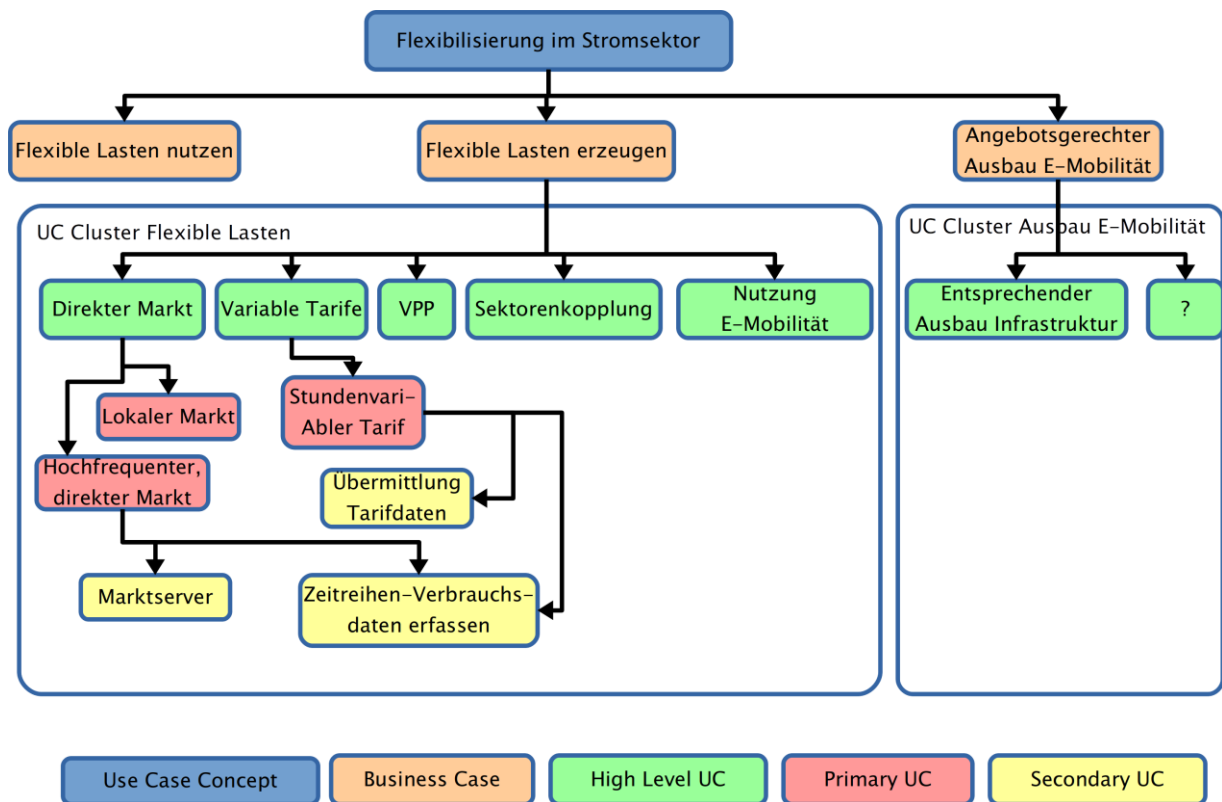 Flexibilisierung im Stromsektor
Flexible Lasten nutzen
Flexible Lasten erzeugen
Angebotsgerechter
Ausbau E-Mobilität
UC Cluster Flexible Lasten
UC Cluster Ausbau E-Mobilität
Direkter Markt
Variable Tarife
VPP
Sektorenkopplung
Nutzung
E-Mobilität
Entsprechender
Ausbau Infrastruktur
?
Lokaler Markt
Stundenvari-
Abler Tarif
Hochfrequenter,
direkter Markt
Übermittlung
Tarifdaten
Marktserver
Zeitreihen-Verbrauchs-
daten erfassen
Use Case Concept
Business Case
High Level UC
Primary UC
Secondary UC